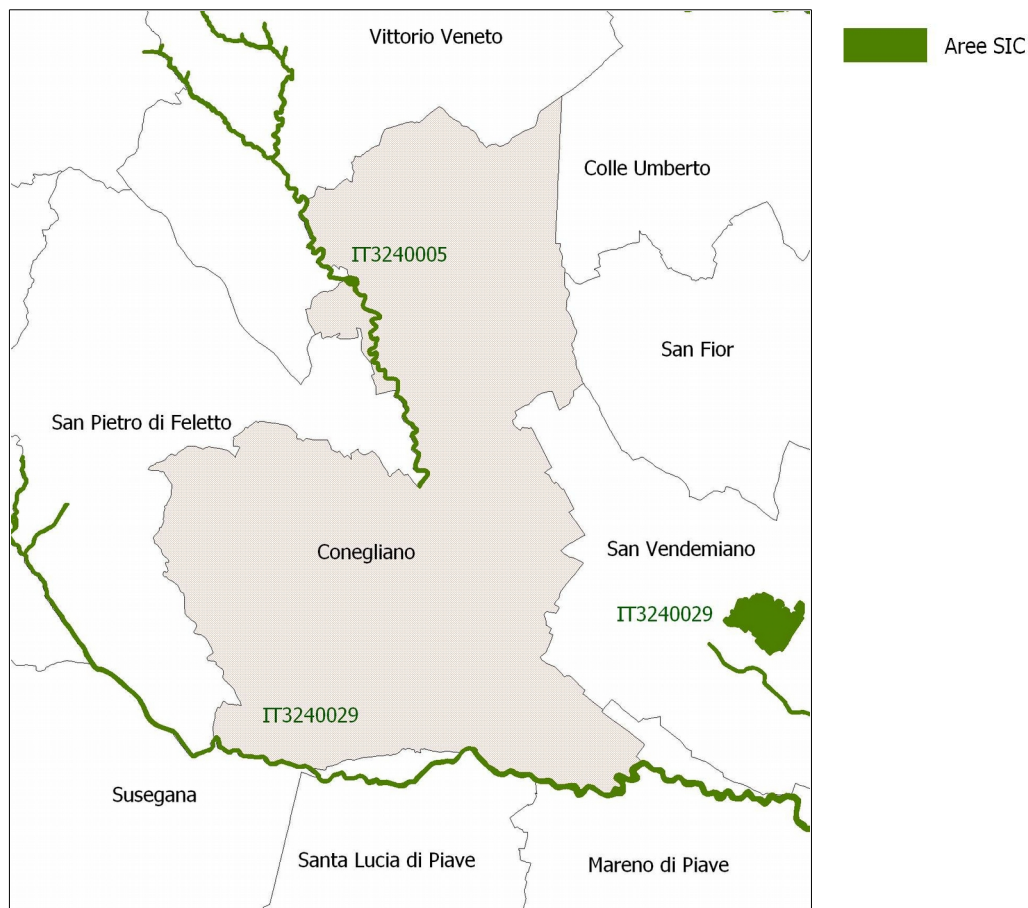 Vittorio Veneto
Aree SIC
Colle Umberto
IT3240005
San Fior
San Pietro di Feletto
Conegliano
San Vendemiano
IT3240029
IT3240029
Susegana
Santa Lucia di Piave
Mareno di Piave